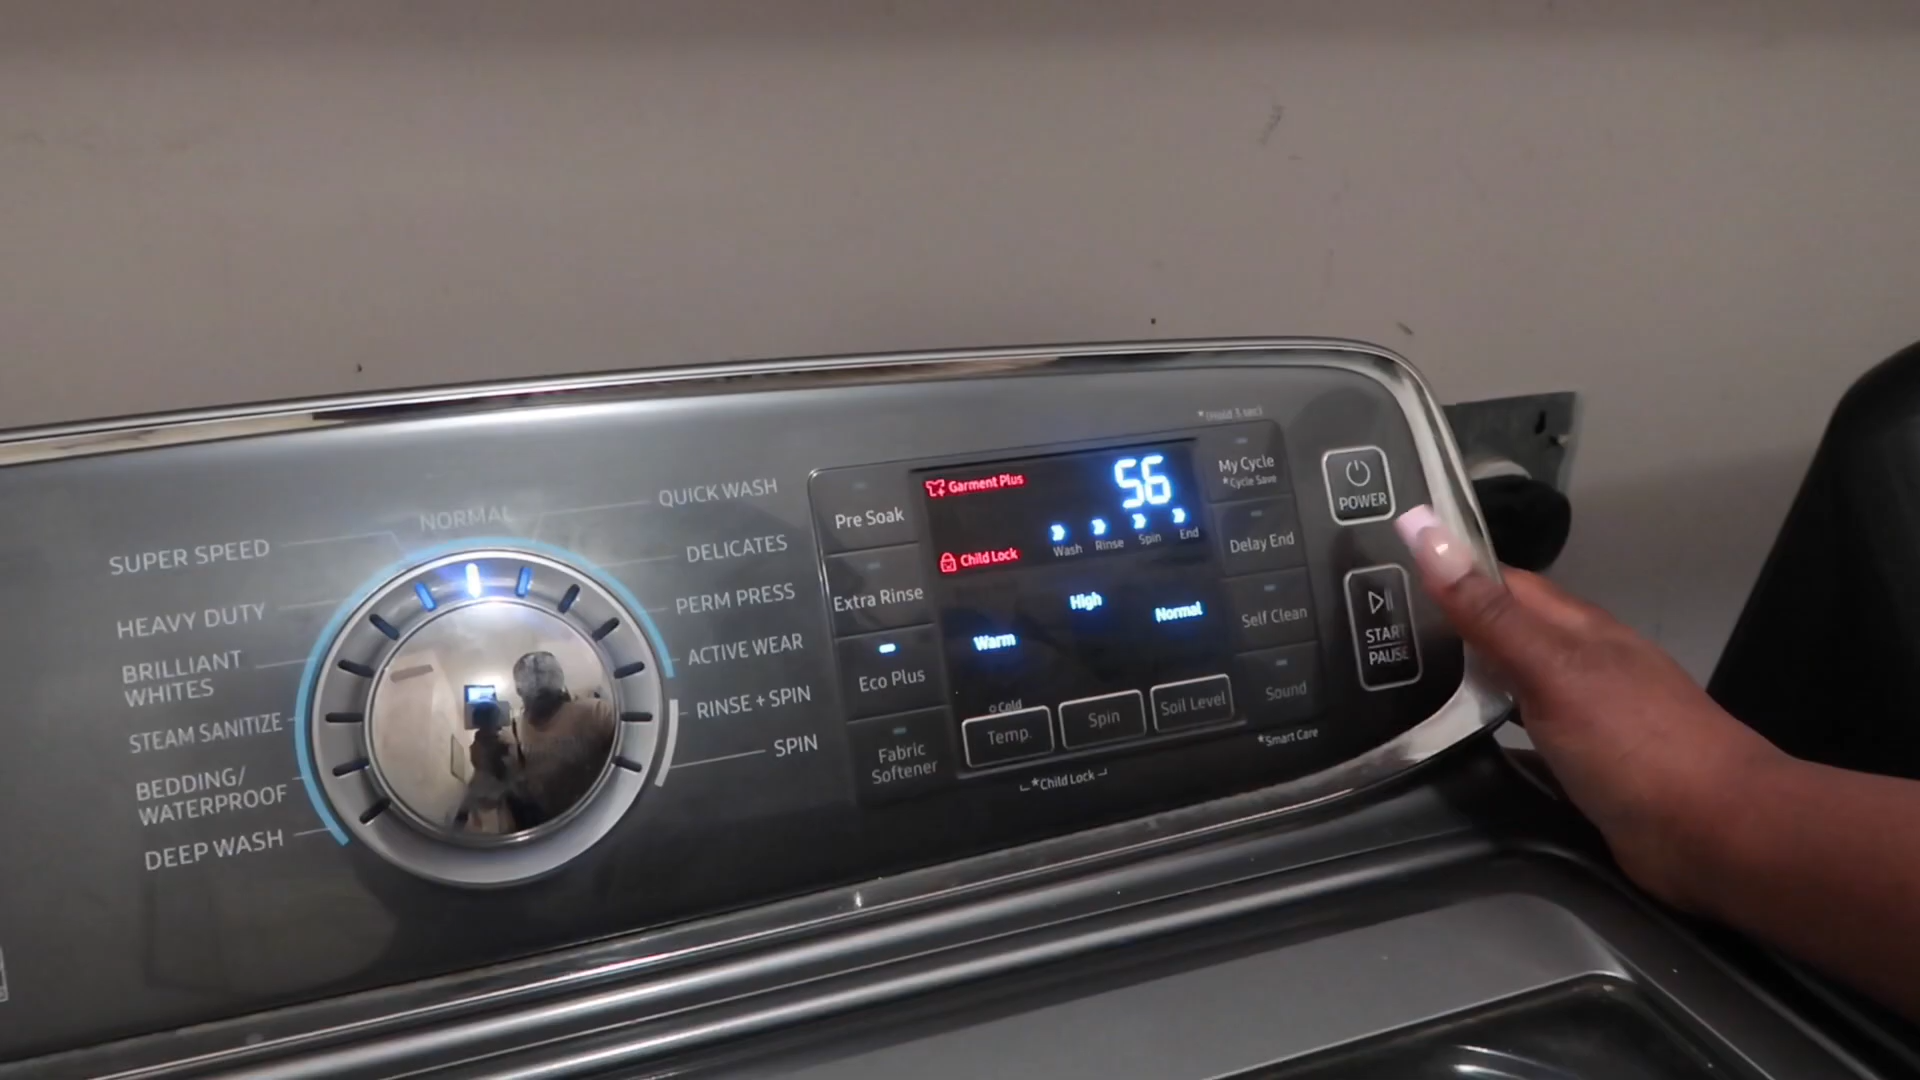 NORMAL
SUPER SPEED
HEAVY DUTY
BRILLIANT
WHITES
STEAM SANITIZE
BEDDING/
WATERPROOF
DEEP WASH
QUICK WASH
DELICATES
PERM PRESS
ACTIVE WEAR
RINSE + SPIN
SPIN
Pre Soak
Extra Rinse
Eco Plus
Fabric
Softener
Garment Plus
56
Wash Rinse Spin End
Child Lock
High
Normal
Warm
Cold
Temp.
Spin
Soil Level
*Child Lock
*(Hold 3 sec)
My Cycle
*Cycle Save
Delay End
Self Clean
Sound
*Smart Care
POWER
START
PAUSE